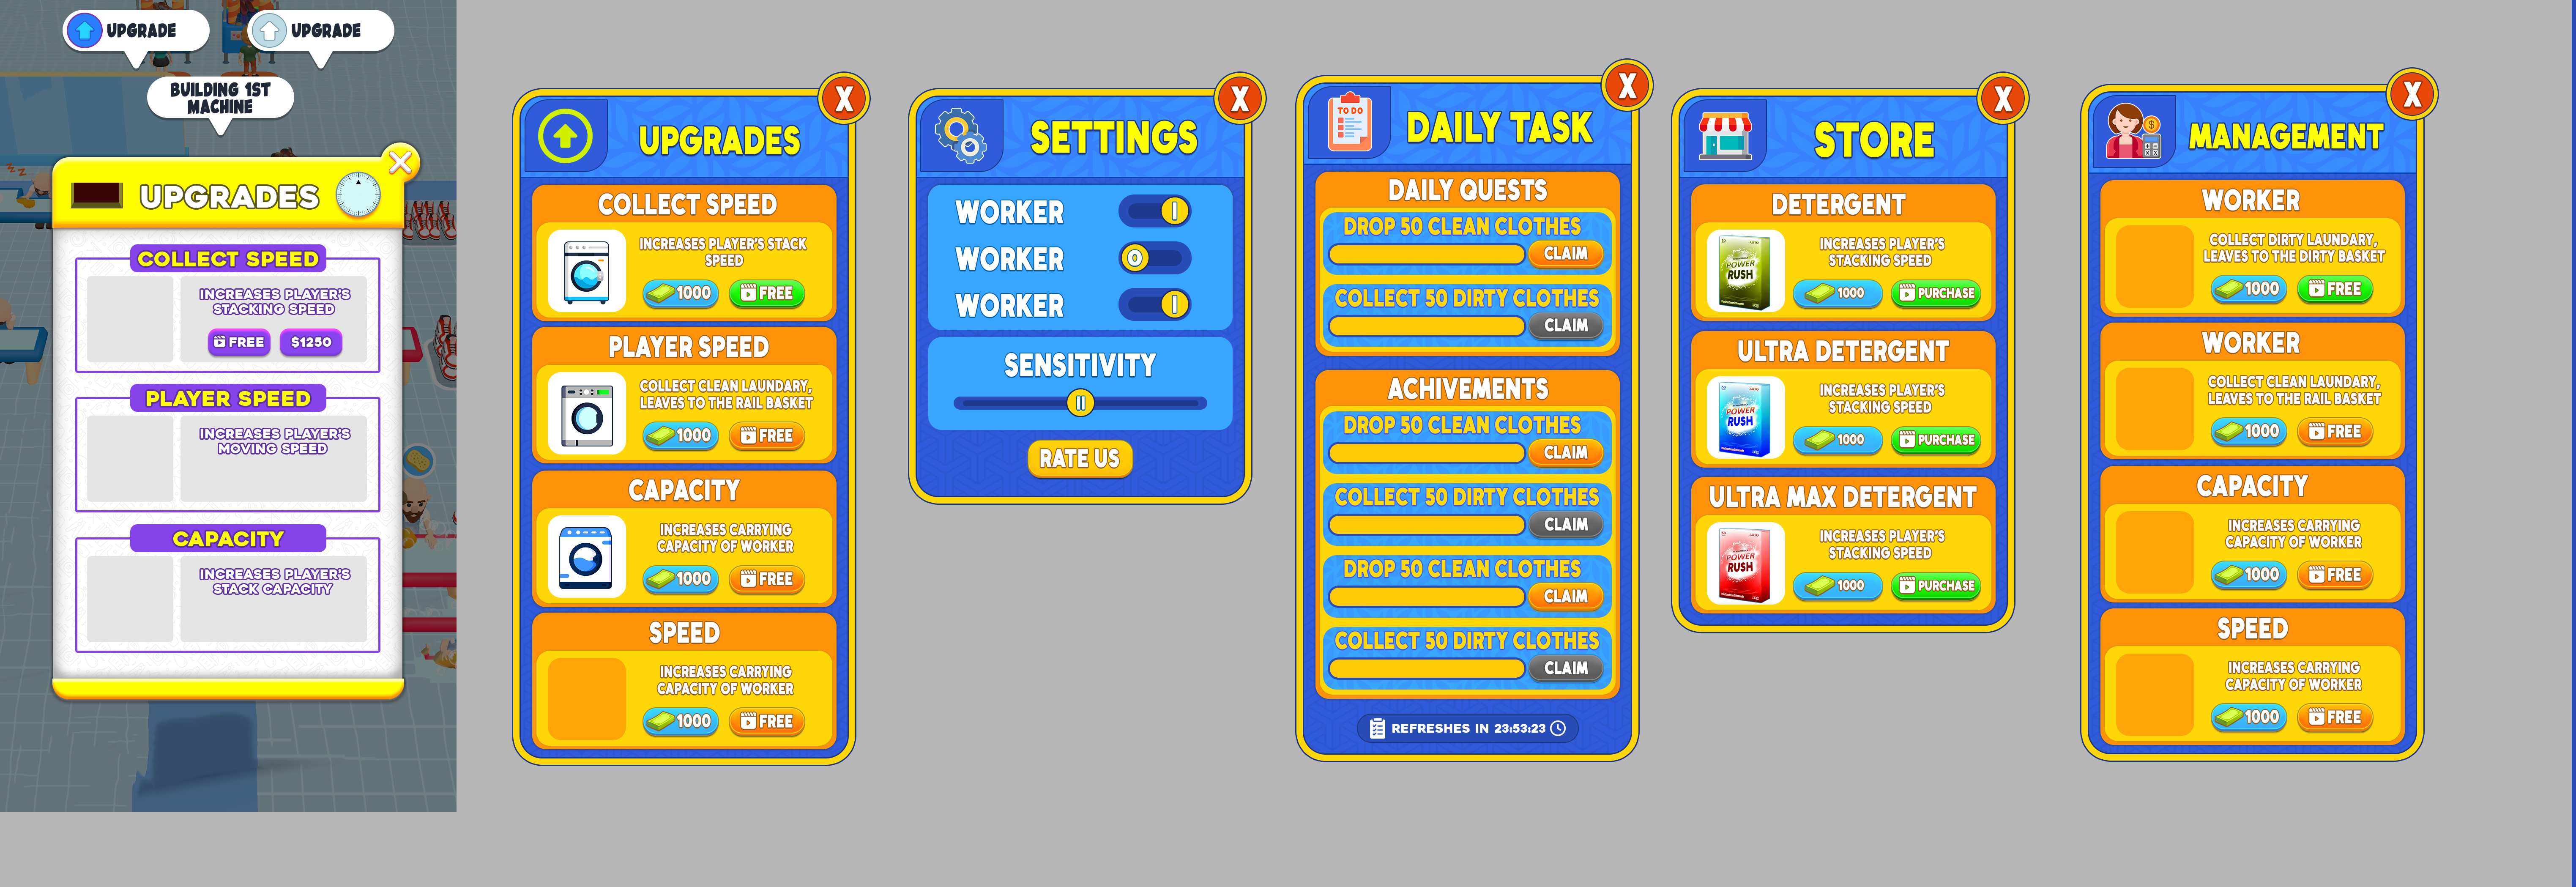 UPGRADE
UPGRADE
BUILDING 1ST
MACHINE
UPGRADES
COLLECT SPEED
INCREASES PLAYER'S
STACKING SPEED
FREE
$1250
PLAYER SPEED
INCREASES PLAYER'S
MOVING SPEED
CAPACITY
INCREASES PLAYER'S
STACK CAPACITY
X
UPGRADES
COLLECT SPEED
INCREASES PLAYER'S STACK
SPEED
1000
FREE
PLAYER SPEED
COLLECT CLEAN LAUNDARY,
LEAVES TO THE RAIL BASKET
1000
FREE
CAPACITY
INCREASES CARRYING
CAPACITY OF WORKER
1000
FREE
SPEED
INCREASES CARRYING
CAPACITY OF WORKER
1000
FREE
X
SETTINGS
WORKER
WORKER
WORKER
SENSITIVITY
RATE US
X
TO DO
DAILY TASK
DAILY QUESTS
DROP 50 CLEAN CLOTHES
CLAIM
COLLECT 50 DIRTY CLOTHES
CLAIM
ACHIVEMENTS
DROP 50 CLEAN CLOTHES
CLAIM
COLLECT 50 DIRTY CLOTHES
CLAIM
DROP 50 CLEAN CLOTHES
CLAIM
COLLECT 50 DIRTY CLOTHES
CLAIM
REFRESHES IN 23:53:23
X
STORE
DETERGENT
POWER
RUSH
INCREASES PLAYER'S
STACKING SPEED
1000
PURCHASE
ULTRA DETERGENT
POWER
RUSH
INCREASES PLAYER'S
STACKING SPEED
1000
PURCHASE
ULTRA MAX DETERGENT
POWER
RUSH
INCREASES PLAYER'S
STACKING SPEED
1000
PURCHASE
X
MANAGEMENT
WORKER
COLLECT DIRTY LAUNDARY,
LEAVES TO THE DIRTY BASKET
1000
FREE
WORKER
COLLECT CLEAN LAUNDARY,
LEAVES TO THE RAIL BASKET
1000
FREE
CAPACITY
INCREASES CARRYING
CAPACITY OF WORKER
1000
FREE
SPEED
INCREASES CARRYING
CAPACITY OF WORKER
1000
FREE